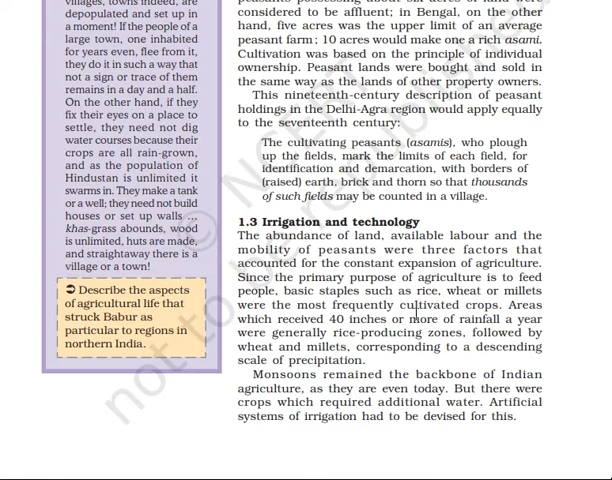 villages, towns indeed, are
depopulated and set up in
a moment! If the people of a
large town, one inhabited
for years even, flee from it,
they do it in such a way that
not a sign or trace of them
remains in a day and a half.
On the other hand, if they
fix their eyes on a place to
settle, they need not dig
water courses because their
crops are all rain-grown,
and as the population of
Hindustan is unlimited it
swarms in. They make a tank
or a well; they need not build
houses or set up walls ...
khas-grass abounds, wood
is unlimited, huts are made,
and straightaway there is a
village or a town!
➲ Describe the aspects
of agricultural life that
struck Babur as
particular to regions in
northern India.
peasants possessing about six acres of land were
considered to be affluent; in Bengal, on the other
hand, five acres was the upper limit of an average
peasant farm; 10 acres would make one a rich asami.
Cultivation was based on the principle of individual
ownership. Peasant lands were bought and sold in
the same way as the lands of other property owners.
This nineteenth-century description of peasant
holdings in the Delhi-Agra region would apply equally
to the seventeenth century:
The cultivating peasants (asamis), who plough
up the fields, mark the limits of each field, for
identification and demarcation, with borders of
(raised) earth, brick and thorn so that thousands
of such fields may be counted in a village.
1.3 Irrigation and technology
The abundance of land, available labour and the
mobility of peasants were three factors that
accounted for the constant expansion of agriculture.
Since the primary purpose of agriculture is to feed
people, basic staples such as rice, wheat or millets
were the most frequently cultivated crops. Areas
which received 40 inches or more of rainfall a year
were generally rice-producing zones, followed by
wheat and millets, corresponding to a descending
scale of precipitation.
Monsoons remained the backbone of Indian
agriculture, as they are even today. But there were
crops which required additional water. Artificial
systems of irrigation had to be devised for this.
© NCERT
not to be republished